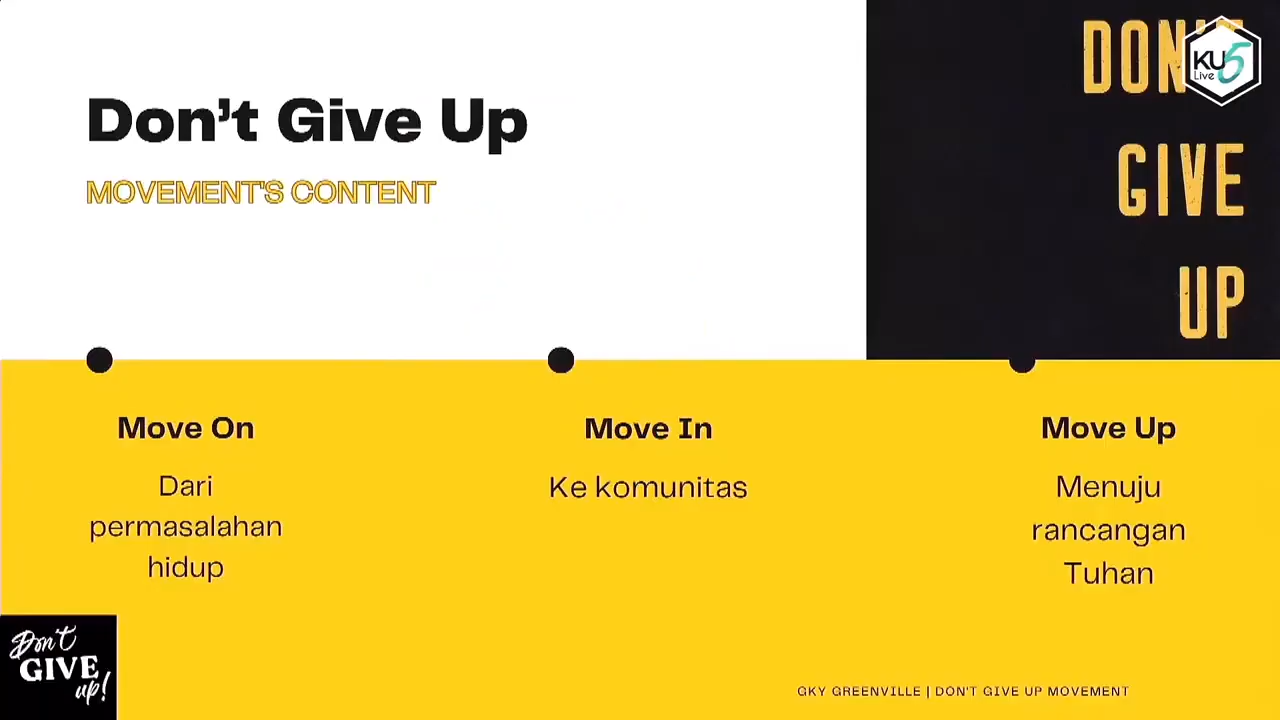 Don’t Give Up
MOVEMENT'S CONTENT
DON'T
GIVE
UP
KU5
Live
Move On
Dari
permasalahan
hidup
Move In
Ke komunitas
Move Up
Menuju
rancangan
Tuhan
Don't
GIVE
up!
GKY GREENVILLE | DON'T GIVE UP MOVEMENT